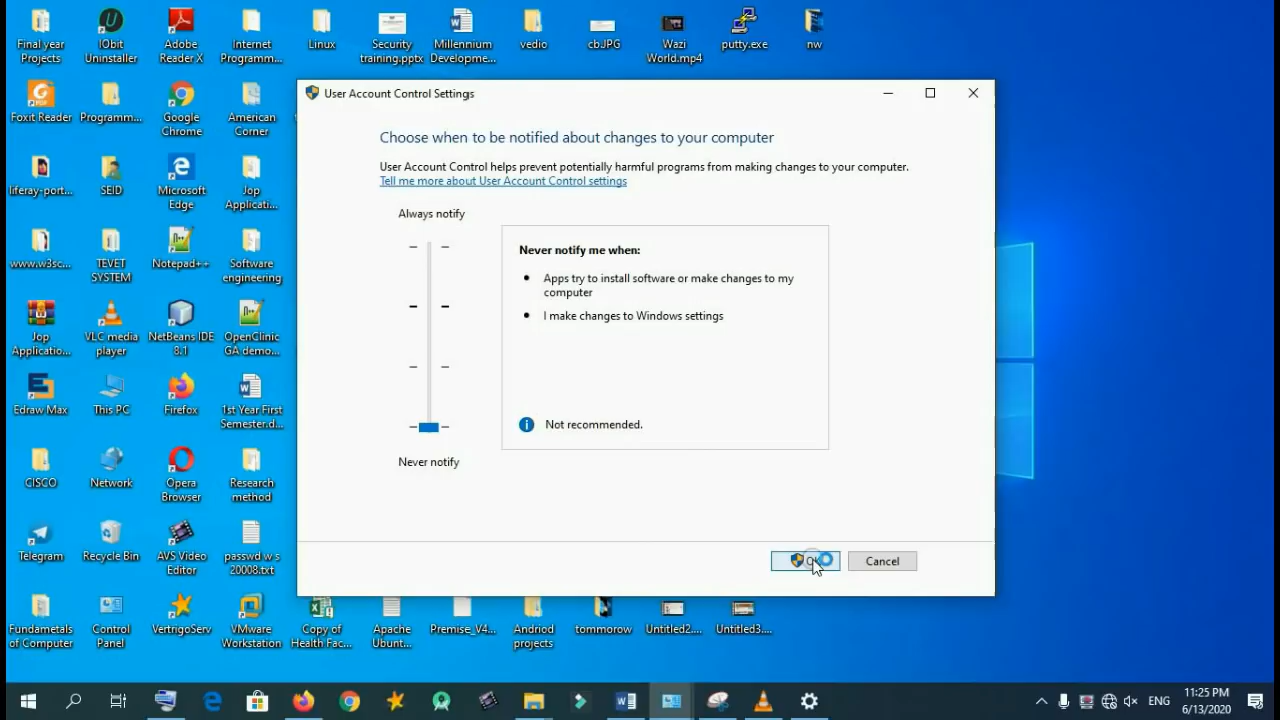 Final year
Projects
IObit
Uninstaller
Adobe
Reader X
Internet
Programm...
Linux
Security
training.pptx
Millennium
Developme...
vedio
cb.JPG
Wazi
World.mp4
putty.exe
nw
Foxit Reader
Programm...
Google
Chrome
American
Corner
liferay-port...
SEID
Microsoft
Edge
Jop
Applicati...
www.w3sc...
TEVET
SYSTEM
Notepad++
Software
engineering
Jop
Applicatio...
VLC media
player
NetBeans IDE
8.1
OpenClinic
GA demo...
Edraw Max
This PC
Firefox
1st Year First
Semester.d...
CISCO
Network
Opera
Browser
Research
method
Telegram
Recycle Bin
AVS Video
Editor
passwd w s
20008.txt
User Account Control Settings
Choose when to be notified about changes to your computer
User Account Control helps prevent potentially harmful programs from making changes to your computer.
Tell me more about User Account Control settings
Always notify
Never notify me when:
Apps try to install software or make changes to my
computer
I make changes to Windows settings
Not recommended.
Never notify
Cancel
Fundametals
of Computer
Control
Panel
VertrigoServ
VMware
Workstation
Copy of
Health Fac...
Apache
Ubunt...
Premise_V4...
Andriod
projects
tommorow
Untitled2....
Untitled3....
ENG
11:25 PM
6/13/2020